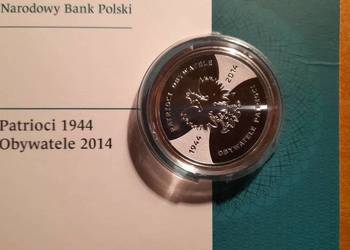 Narodowy Bank Polski
Patrioci 1944
Obywatele 2014
PATRIOCI OBYWATELE
2014
1944
OBYWATELE PATRIOCI